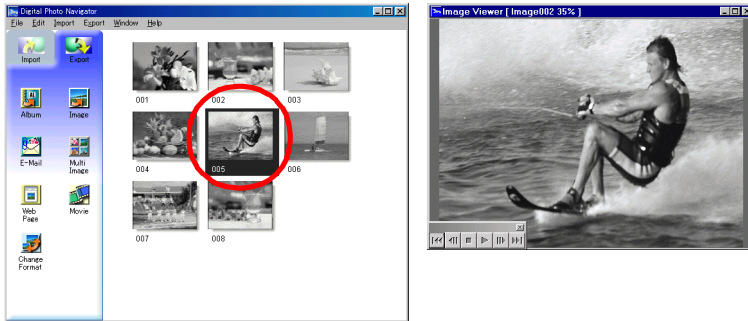 Digital Photo Navigator
File Edit Import Export Window Help
Import Export
Album Image
E-Mail Multi Image
Web Page Movie
Change Format
001 002 003
004 005 006
007 008
Image Viewer [ Image002 35% ]